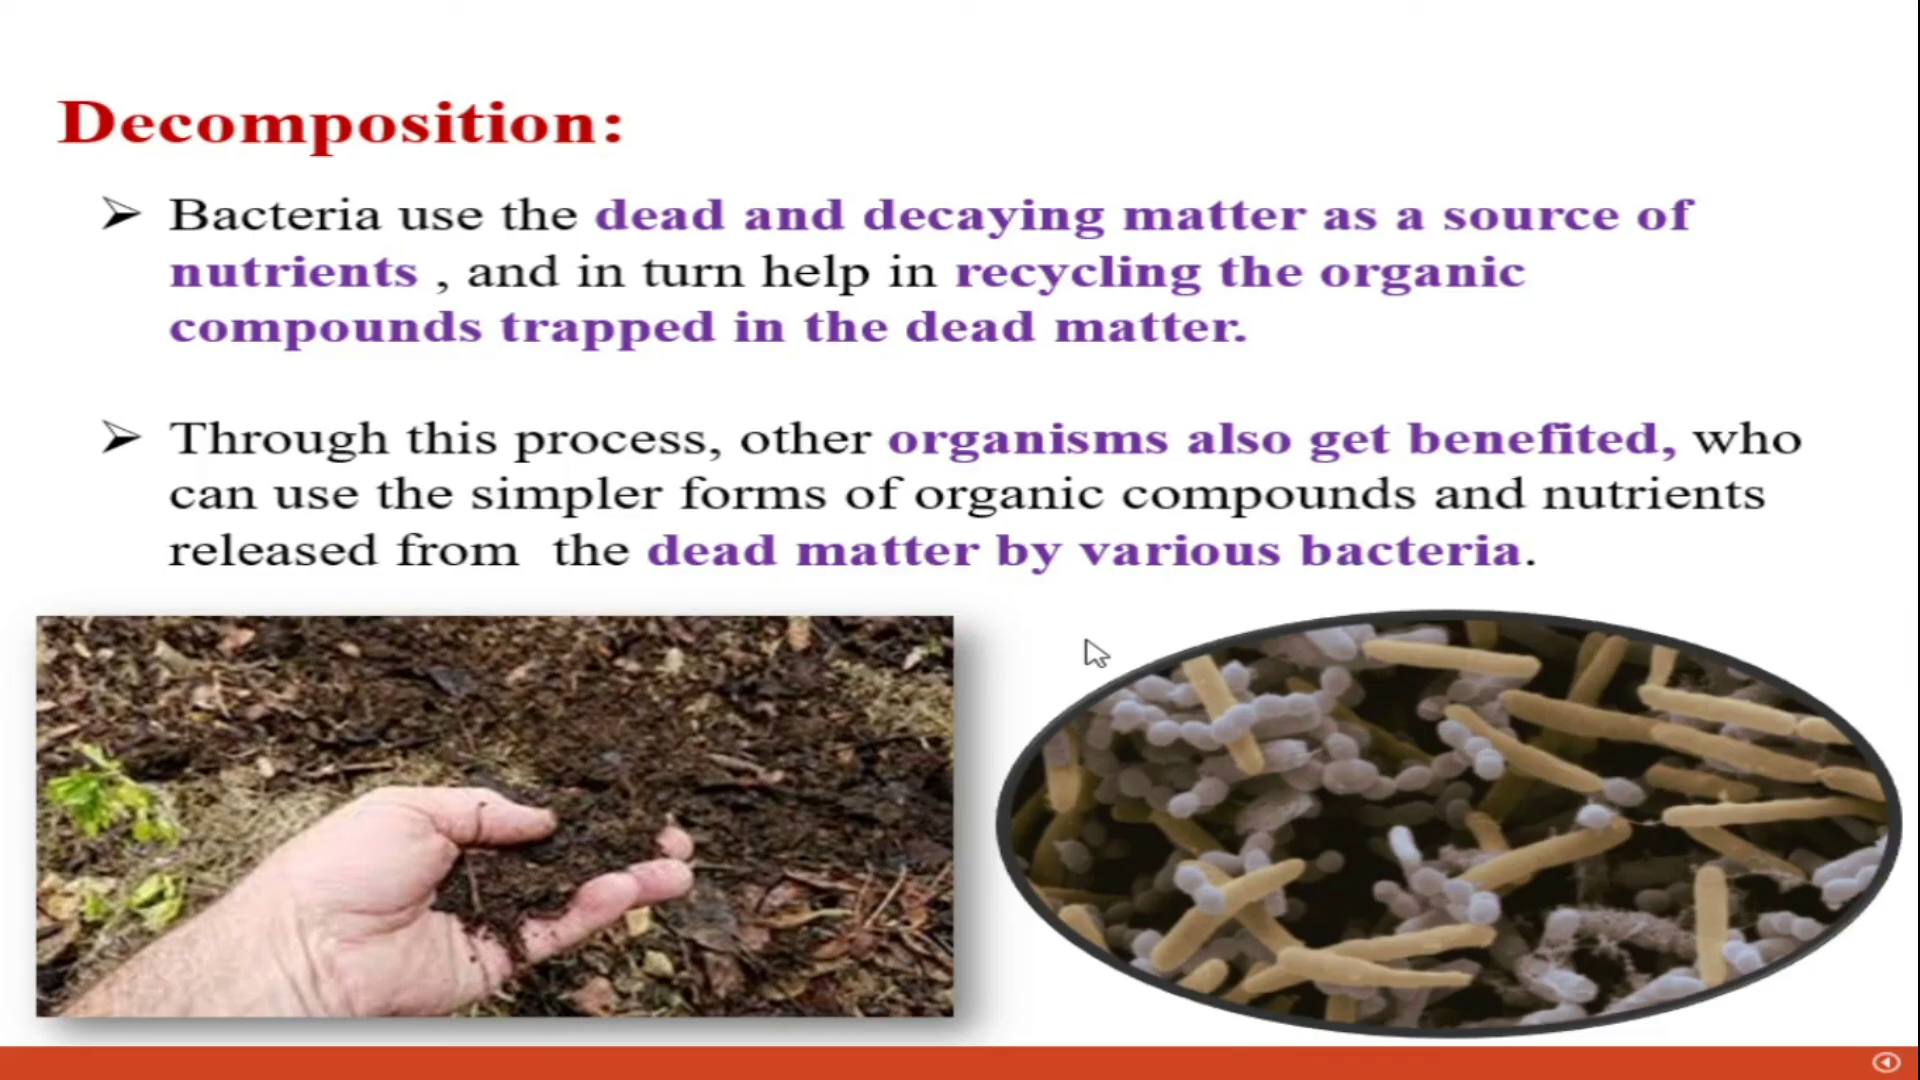 Decomposition:
➢ Bacteria use the dead and decaying matter as a source of
nutrients , and in turn help in recycling the organic
compounds trapped in the dead matter.
➢ Through this process, other organisms also get benefited, who
can use the simpler forms of organic compounds and nutrients
released from  the dead matter by various bacteria.